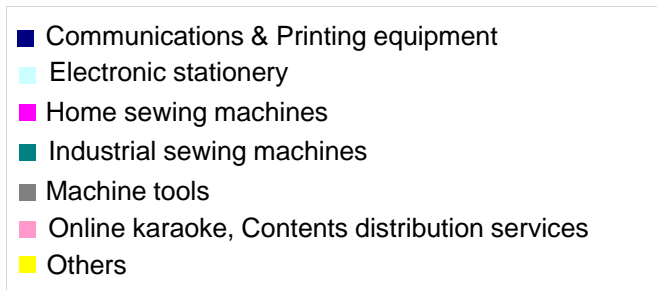 Communications & Printing equipment
Electronic stationery
Home sewing machines
Industrial sewing machines
Machine tools
Online karaoke, Contents distribution services
Others